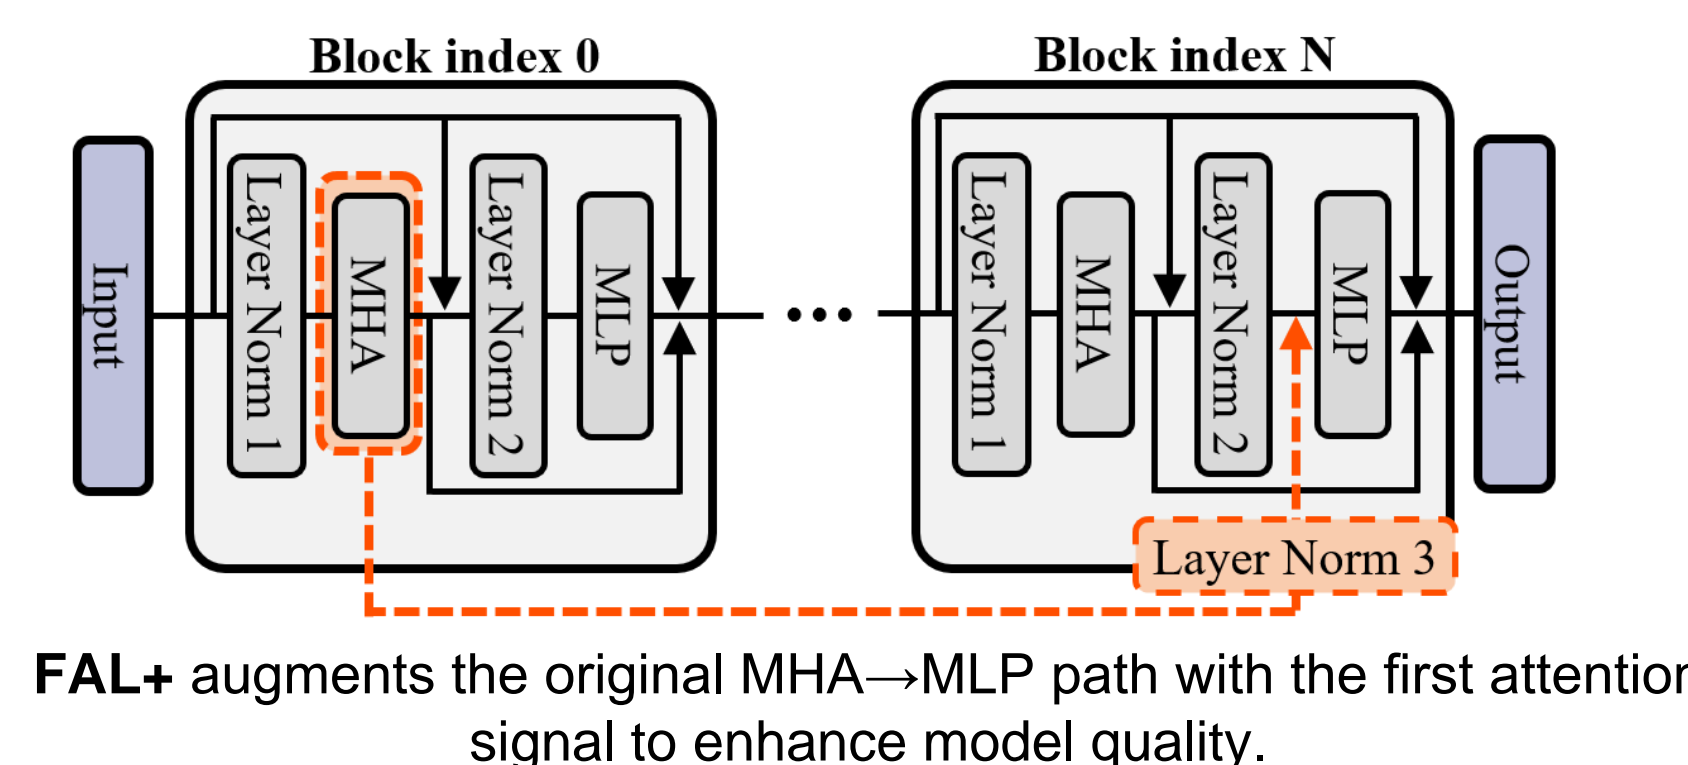 Block index 0
Block index N
Input
Layer Norm 1
MHA
Layer Norm 2
MLP
...
Layer Norm 1
MHA
Layer Norm 2
MLP
Output
Layer Norm 3
FAL+ augments the original MHA→MLP path with the first attention
signal to enhance model quality.